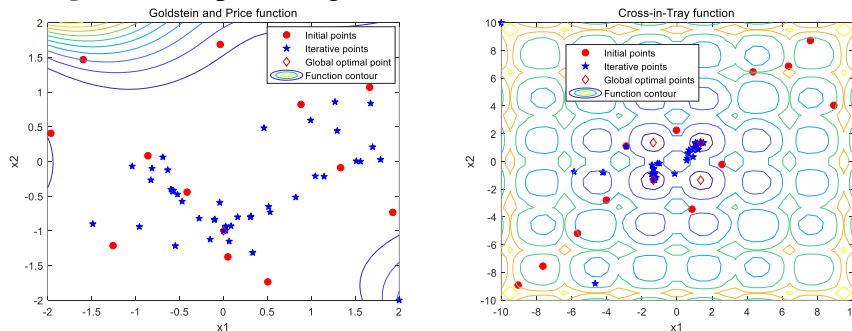 Goldstein and Price function
2
1.5
1
0.5
0
-0.5
-1
-1.5
-2
x2
-2 -1.5 -1 -0.5 0 0.5 1 1.5 2
x1
Initial points
Iterative points
Global optimal point
Function contour
Cross-in-Tray function
10
8
6
4
2
0
-2
-4
-6
-8
-10
x2
-10 -8 -6 -4 -2 0 2 4 6 8 10
x1
Initial points
Iterative points
Global optimal points
Function contour